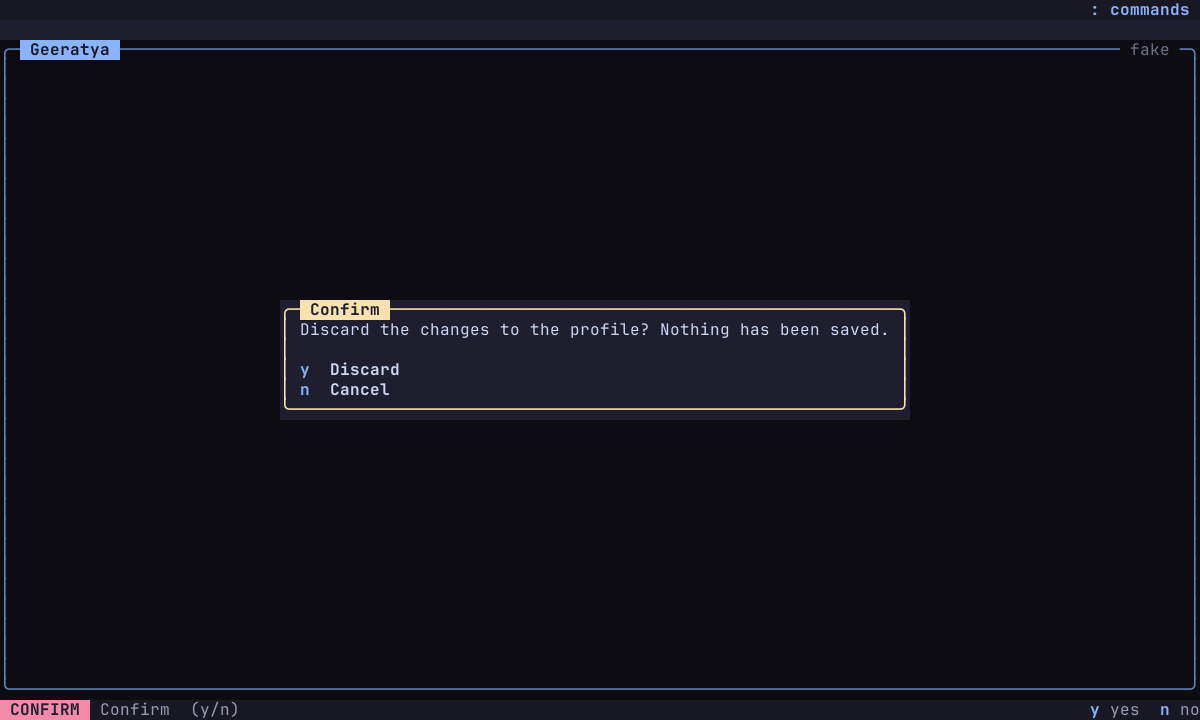 : commands
Geeratya fake
Confirm
Discard the changes to the profile? Nothing has been saved.
y Discard
n Cancel
CONFIRM Confirm (y/n) y yes n no